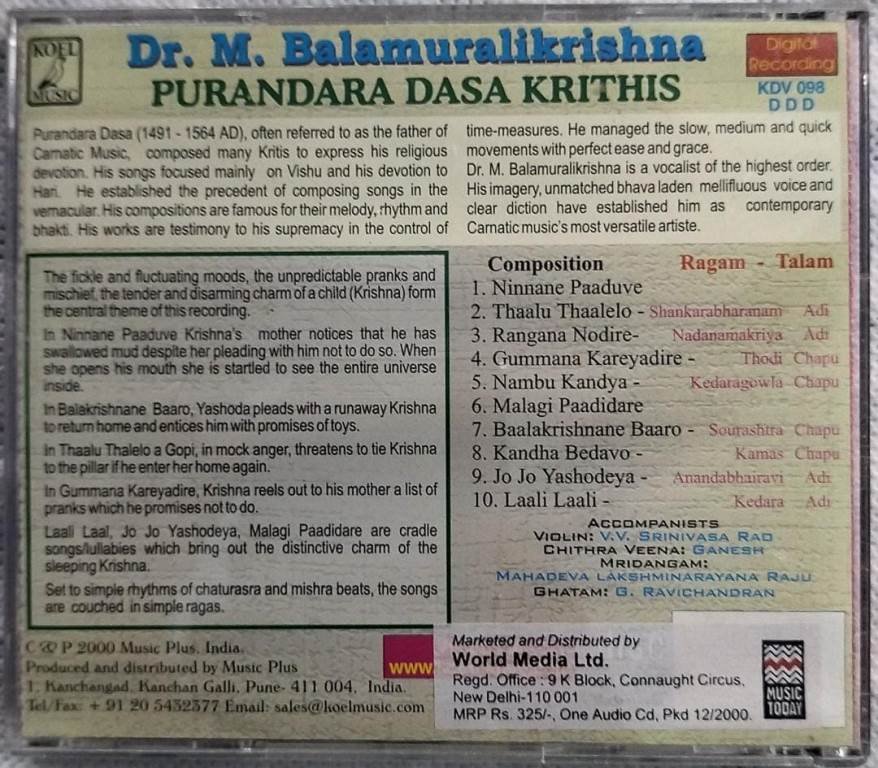 KOEL
MUSIC
Dr. M. Balamuralikrishna
PURANDARA DASA KRITHIS
Digital
Recording
KDV 098
D D D
Purandara Dasa (1491 - 1564 AD), often referred to as the father of
Carnatic Music, composed many Kritis to express his religious
devotion. His songs focused mainly on Vishu and his devotion to
Hari. He established the precedent of composing songs in the
vernacular. His compositions are famous for their melody, rhythm and
bhakti. His works are testimony to his supremacy in the control of
time-measures. He managed the slow, medium and quick
movements with perfect ease and grace.
Dr. M. Balamuralikrishna is a vocalist of the highest order.
His imagery, unmatched bhava laden mellifluous voice and
clear diction have established him as contemporary
Carnatic music's most versatile artiste.
The fickle and fluctuating moods, the unpredictable pranks and
mischief, the tender and disarming charm of a child (Krishna) form
the central theme of this recording.
In Ninnane Paaduve Krishna's mother notices that he has
swallowed mud despite her pleading with him not to do so. When
she opens his mouth she is startled to see the entire universe
inside.
In Balakrishnane Baaro, Yashoda pleads with a runaway Krishna
to return home and entices him with promises of toys.
In Thaalu Thalelo a Gopi, in mock anger, threatens to tie Krishna
to the pillar if he enter her home again.
In Gummana Kareyadire, Krishna reels out to his mother a list of
pranks which he promises not to do.
Laali Laal, Jo Jo Yashodeya, Malagi Paadidare are cradle
songs/lullabies which bring out the distinctive charm of the
sleeping Krishna.
Set to simple rhythms of chaturasra and mishra beats, the songs
are couched in simple ragas.
Composition Ragam - Talam
1. Ninnane Paaduve
2. Thaalu Thaalelo - Shankarabharanam Adi
3. Rangana Nodire- Nadanamakriya Adi
4. Gummana Kareyadire - Thodi Chapu
5. Nambu Kandya - Kedaragowla Chapu
6. Malagi Paadidare
7. Baalakrishnane Baaro - Sourashtra Chapu
8. Kandha Bedavo - Kamas Chapu
9. Jo Jo Yashodeya - Anandabhairavi Adi
10. Laali Laali - Kedara Adi
ACCOMPANISTS
VIOLIN: V.V. SRINIVASA RAO
CHITHRA VEENA: GANESH
MRIDANGAM:
MAHADEVA LAKSHMINARAYANA RAJU
GHATAM: G. RAVICHANDRAN
C & P 2000 Music Plus, India.
Produced and distributed by Music Plus
1, Kanchangad, Kanchan Galli, Pune- 411 004, India.
Tel/Fax: + 91 20 5432377 Email: sales@koelmusic.com
www.
Marketed and Distributed by
World Media Ltd.
Regd. Office : 9 K Block, Connaught Circus,
New Delhi-110 001
MRP Rs. 325/-, One Audio Cd, Pkd 12/2000.
MUSIC
TODAY